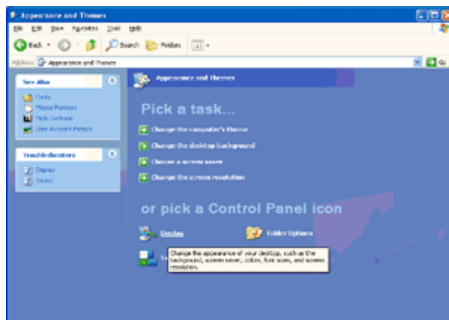 Appearance and Themes
File Edit View Favorites Tools Help
Back Search Folders
Address Appearance and Themes Go
See Also
Fonts
Mouse Pointers
High Contrast
User Account Picture
Troubleshooters
Display
Sound
Appearance and Themes
Pick a task...
Change the computer's theme
Change the desktop background
Choose a screen saver
Change the screen resolution
or pick a Control Panel icon
Display Folder Options
Change the appearance of your desktop, such as the
background, screen saver, colors, font sizes, and screen
resolution.